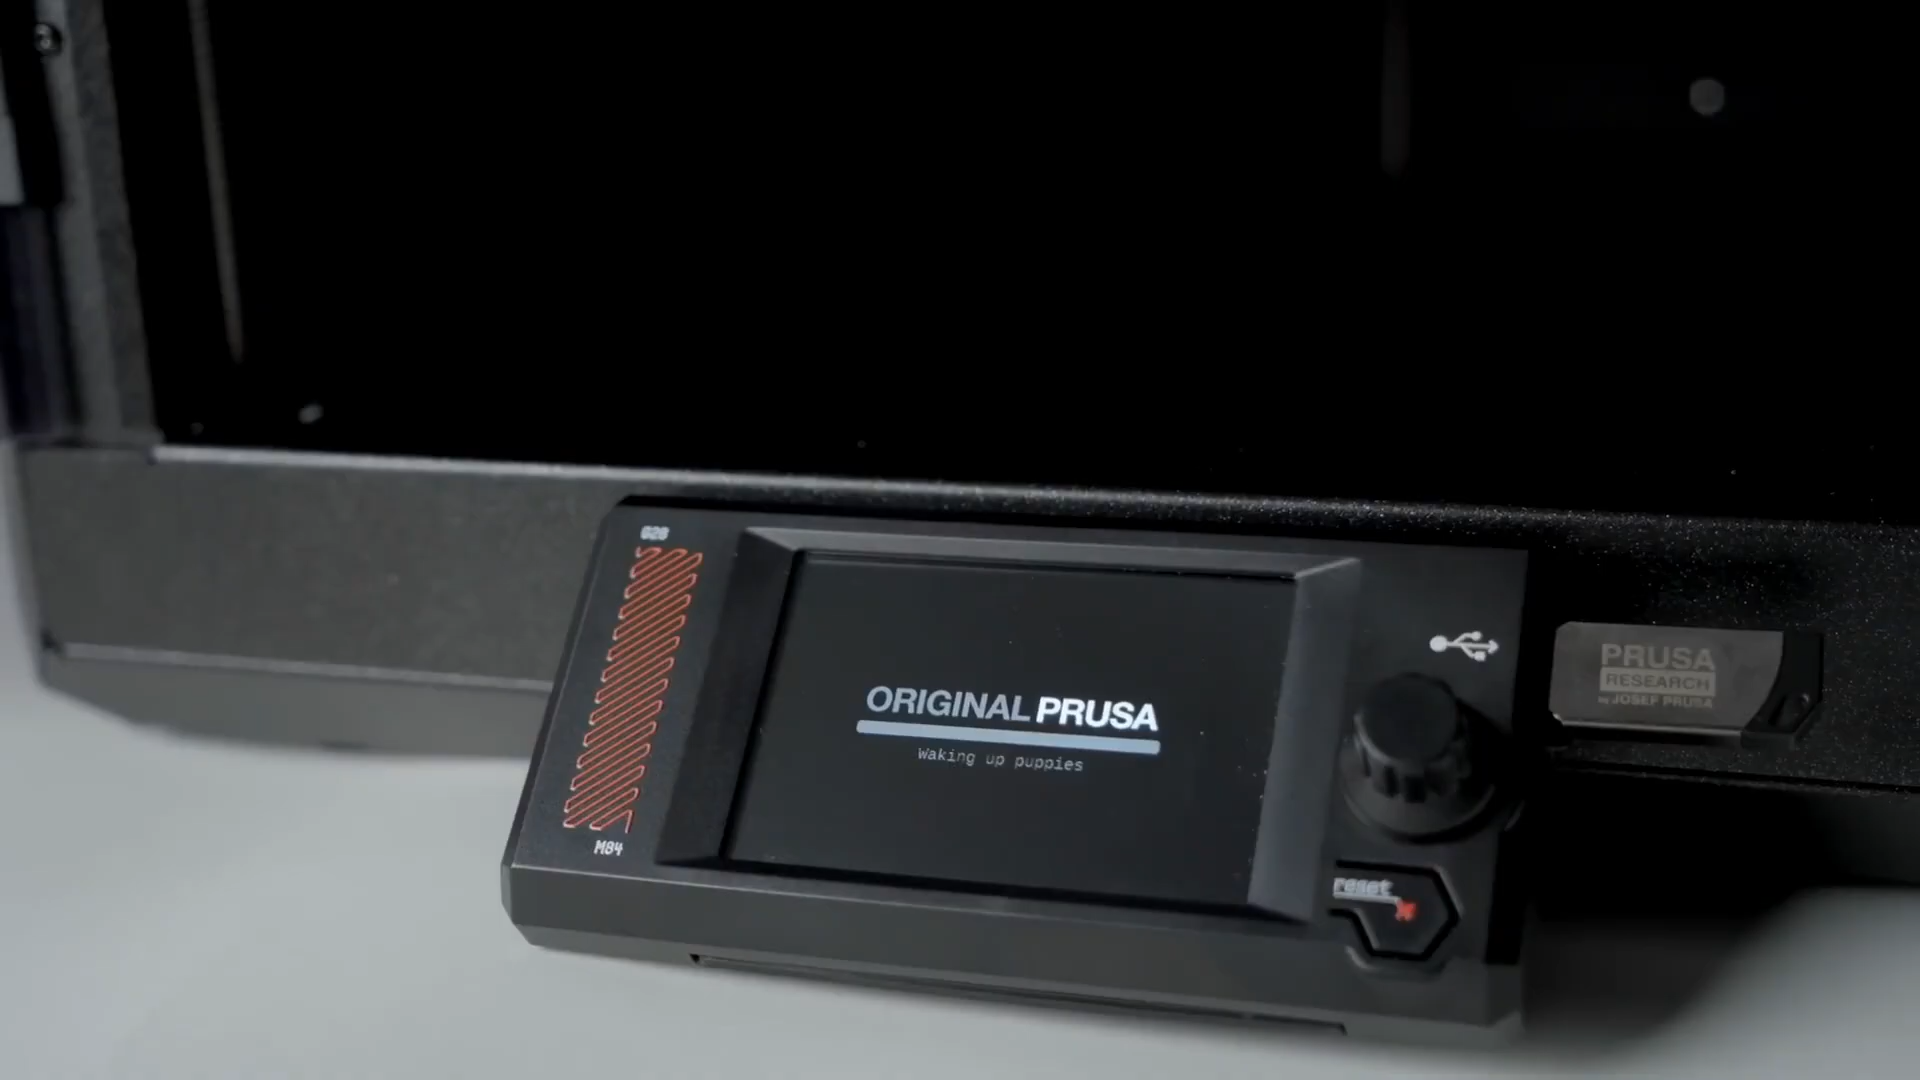 G28
ORIGINAL PRUSA
Waking up puppies
M84
reset
PRUSA
RESEARCH
by JOSEF PRUSA